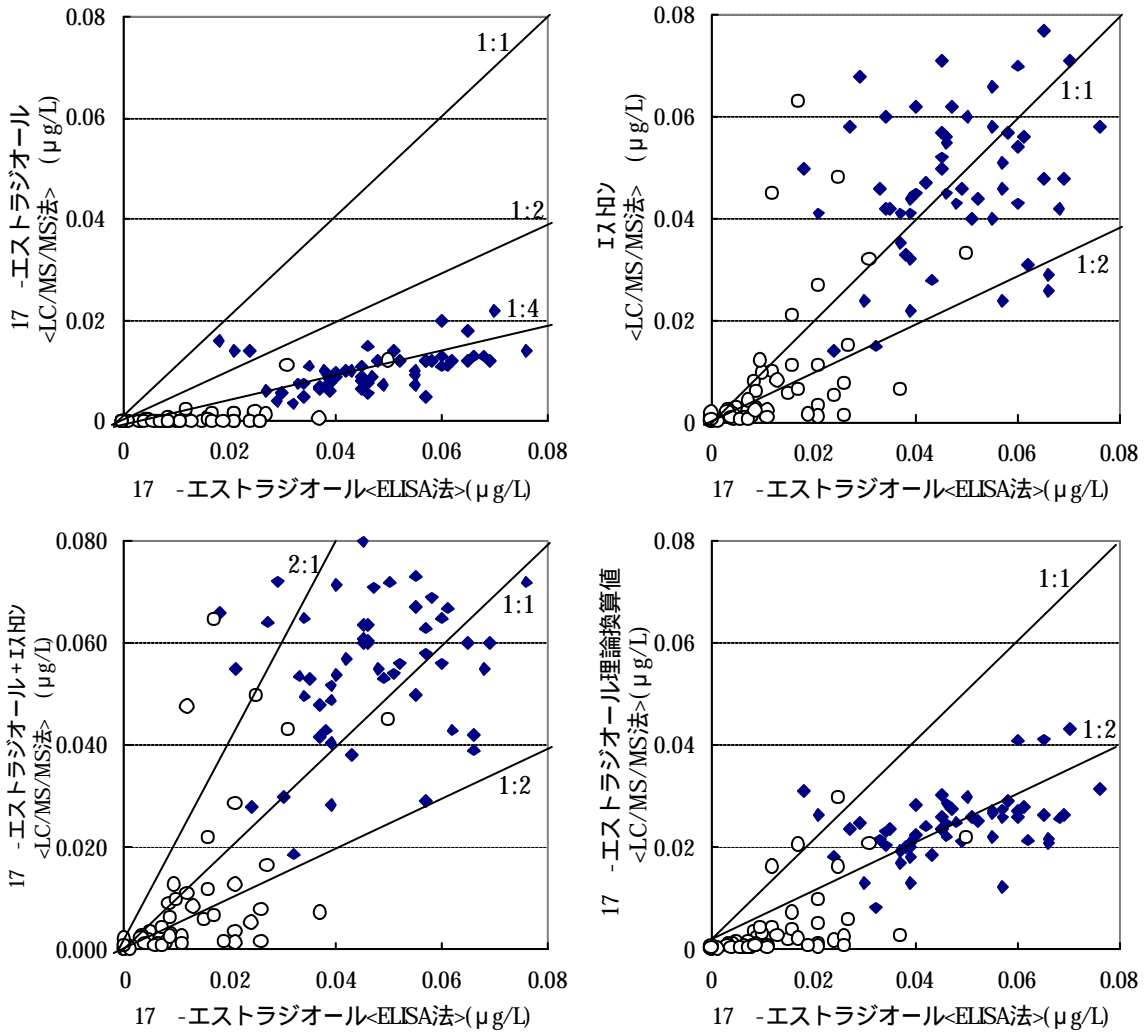 0.08
0.06
0.04
0.02
0
0 0.02 0.04 0.06 0.08
1:1
1:2
1:4
17 -エストラジオール
<LC/MS/MS法> (μg/L)
17 -エストラジオール<ELISA法>(μg/L)
0.08
0.06
0.04
0.02
0
0 0.02 0.04 0.06 0.08
1:1
1:2
エストロン
<LC/MS/MS法> (μg/L)
17 -エストラジオール<ELISA法>(μg/L)
0.080
0.060
0.040
0.020
0.000
0 0.02 0.04 0.06 0.08
2:1
1:1
1:2
17 -エストラジオール+エストロン
<LC/MS/MS法> (μg/L)
17 -エストラジオール<ELISA法>(μg/L)
0.08
0.06
0.04
0.02
0
0 0.02 0.04 0.06 0.08
1:1
1:2
17 -エストラジオール理論換算値
<LC/MS/MS法>(μg/L)
17 -エストラジオール<ELISA法>(μg/L)